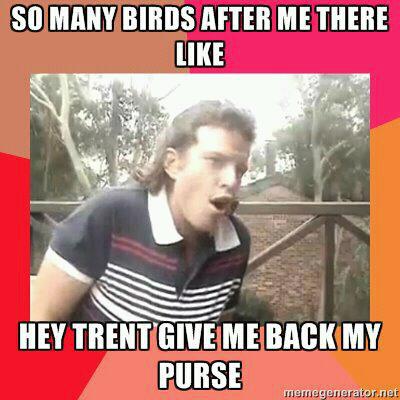 SO MANY BIRDS AFTER ME THERE
LIKE
HEY TRENT GIVE ME BACK MY
PURSE
memegenerator.net